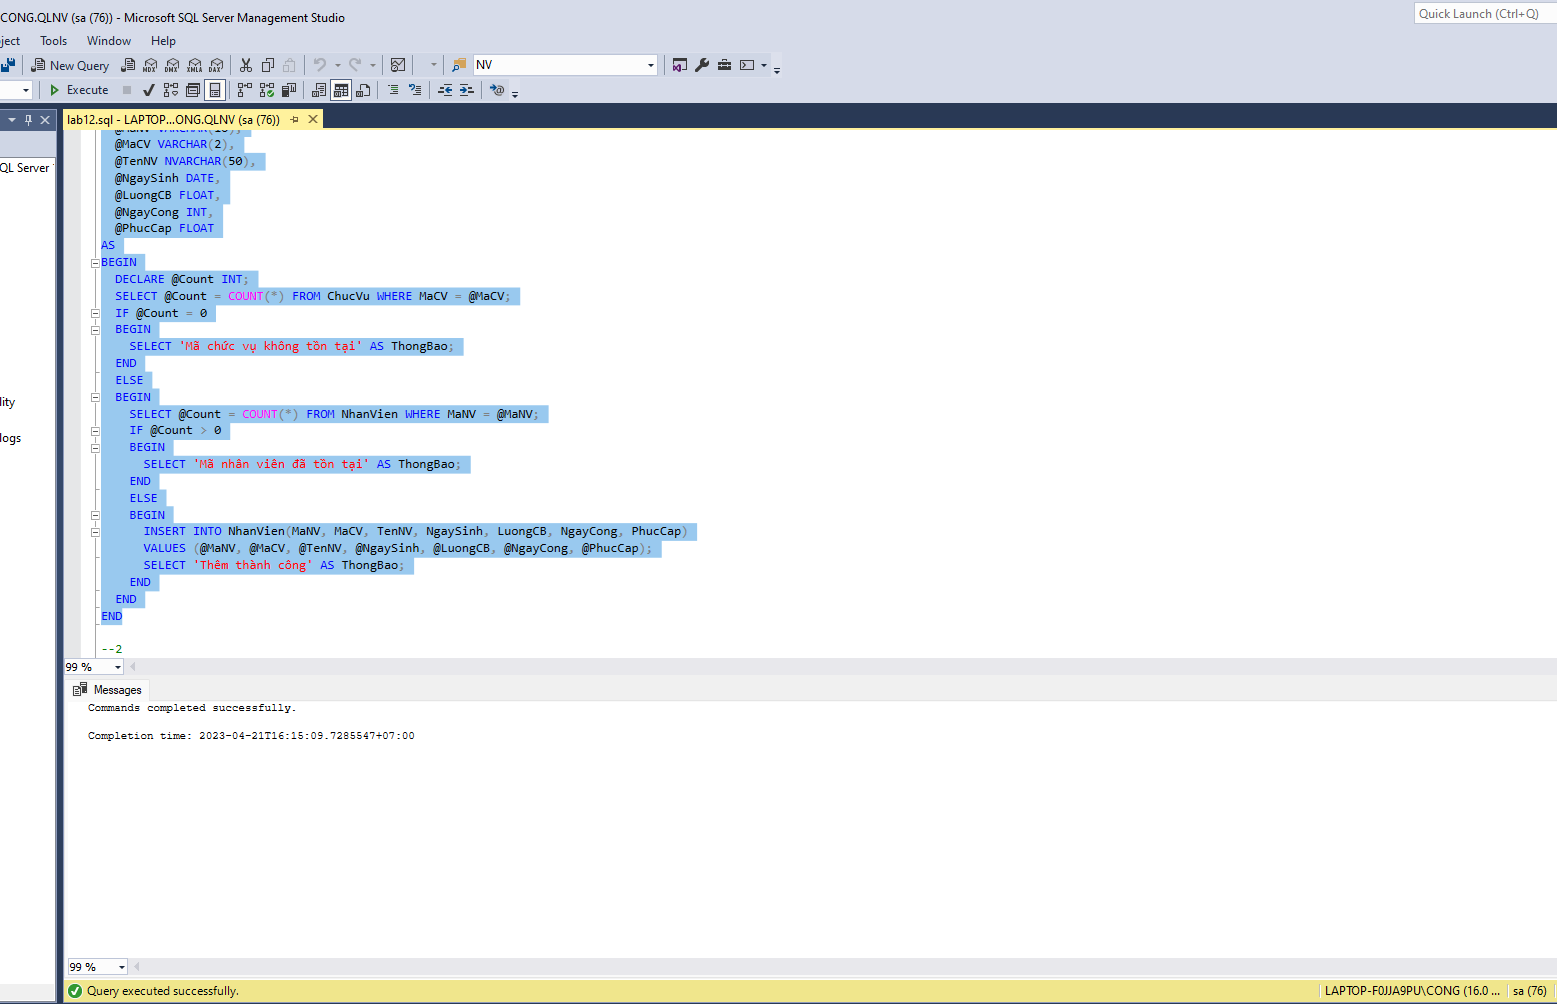 CONG.QLNV (sa (76)) - Microsoft SQL Server Management Studio
Quick Launch (Ctrl+Q)
ject Tools Window Help
New Query MDX DMX XMLA DAX NV
Execute
lab12.sql - LAPTOP...ONG.QLNV (sa (76))
QL Server
lity
logs
@MaNV VARCHAR(10),
@MaCV VARCHAR(2),
@TenNV NVARCHAR(50),
@NgaySinh DATE,
@LuongCB FLOAT,
@NgayCong INT,
@PhucCap FLOAT
AS
BEGIN
DECLARE @Count INT;
SELECT @Count = COUNT(*) FROM ChucVu WHERE MaCV = @MaCV;
IF @Count = 0
BEGIN
SELECT 'Mã chức vụ không tồn tại' AS ThongBao;
END
ELSE
BEGIN
SELECT @Count = COUNT(*) FROM NhanVien WHERE MaNV = @MaNV;
IF @Count > 0
BEGIN
SELECT 'Mã nhân viên đã tồn tại' AS ThongBao;
END
ELSE
BEGIN
INSERT INTO NhanVien(MaNV, MaCV, TenNV, NgaySinh, LuongCB, NgayCong, PhucCap)
VALUES (@MaNV, @MaCV, @TenNV, @NgaySinh, @LuongCB, @NgayCong, @PhucCap);
SELECT 'Thêm thành công' AS ThongBao;
END
END
END
--2
99 %
Messages
Commands completed successfully.
Completion time: 2023-04-21T16:15:09.7285547+07:00
99 %
Query executed successfully.
LAPTOP-F0JJA9PU\CONG (16.0 ... sa (76)